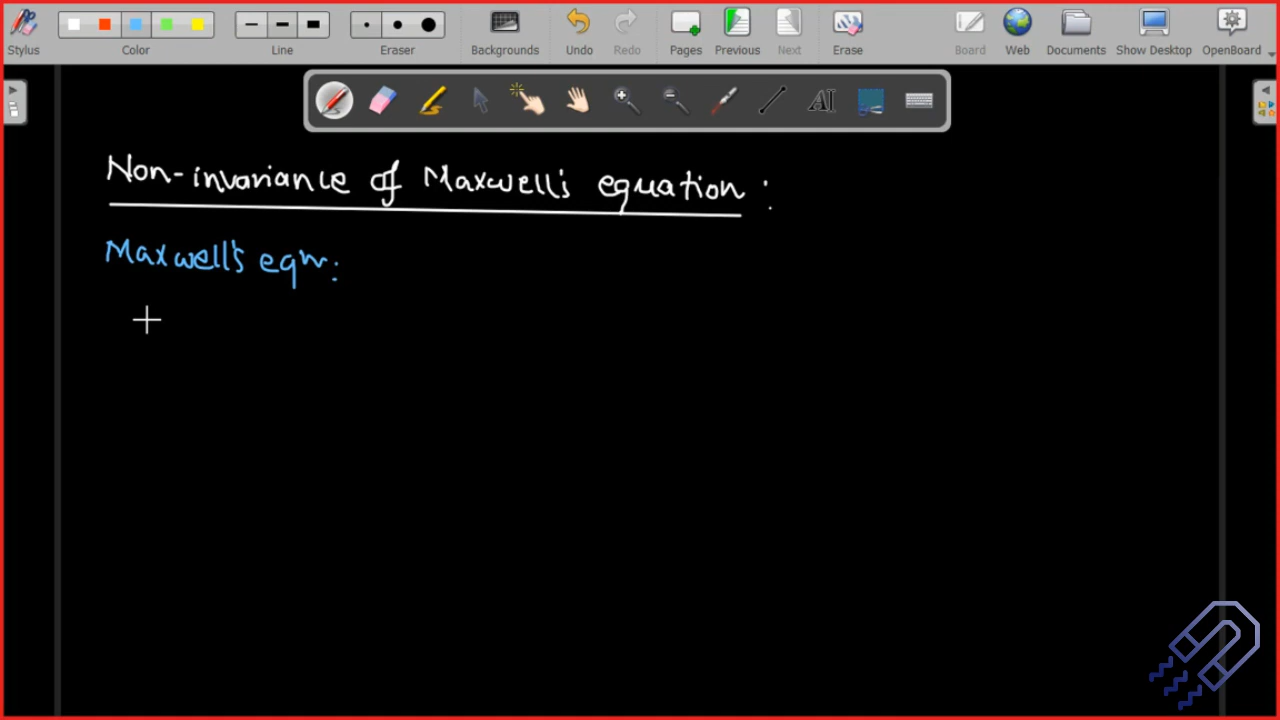 Stylus
Color
Line
Eraser
Backgrounds
Undo
Redo
Pages
Previous
Next
Erase
Board
Web
Documents
Show Desktop
OpenBoard
AI
Non-invariance of Maxwell's equation :
Maxwell's eqn: